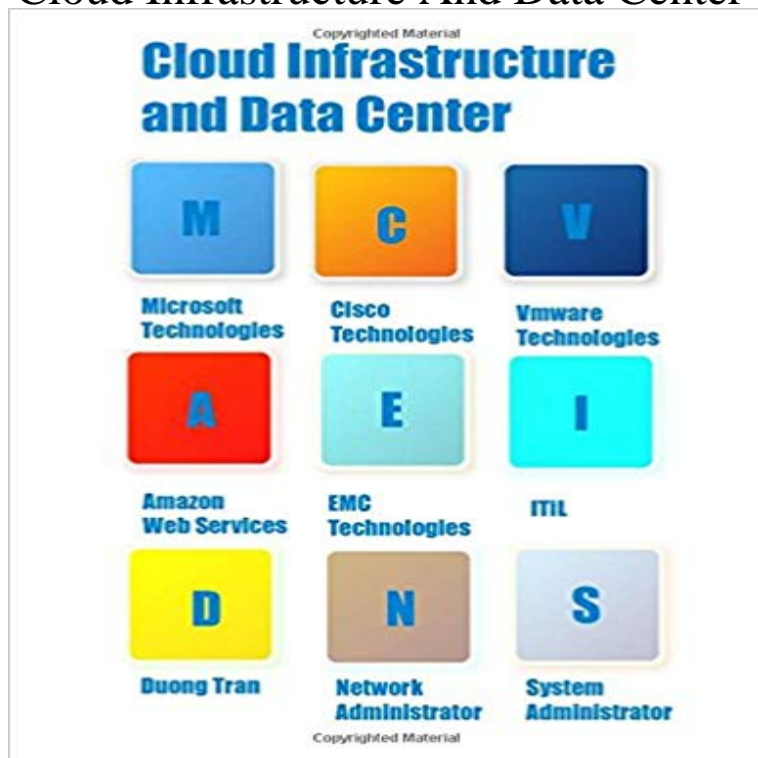 Cloud Infrastructure And Data Center
Copyrighted Material
Cloud Infrastructure
and Data Center
M
C
V
Microsoft
Technologies
Cisco
Technologies
Vmware
Technologies
A
E
I
Amazon
Web Services
EMC
Technologies
ITIL
D
N
S
Duong Tran
Network
Administrator
System
Administrator
Copyrighted Material